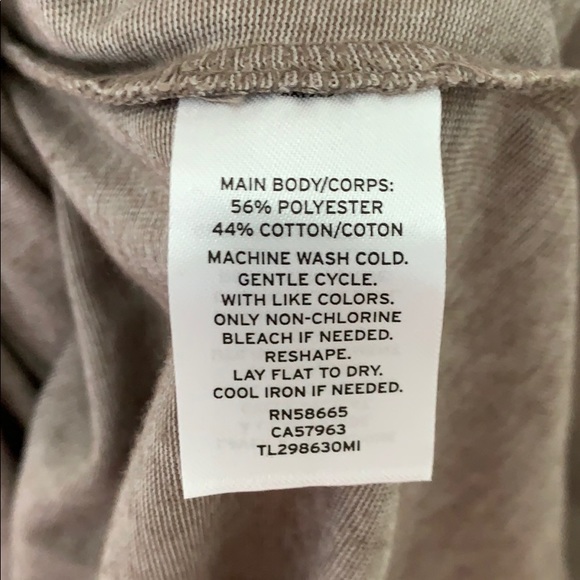 MAIN BODY/CORPS:
56% POLYESTER
44% COTTON/COTON
MACHINE WASH COLD.
GENTLE CYCLE.
WITH LIKE COLORS.
ONLY NON-CHLORINE
BLEACH IF NEEDED.
RESHAPE.
LAY FLAT TO DRY.
COOL IRON IF NEEDED.
RN58665
CA57963
TL298630MI